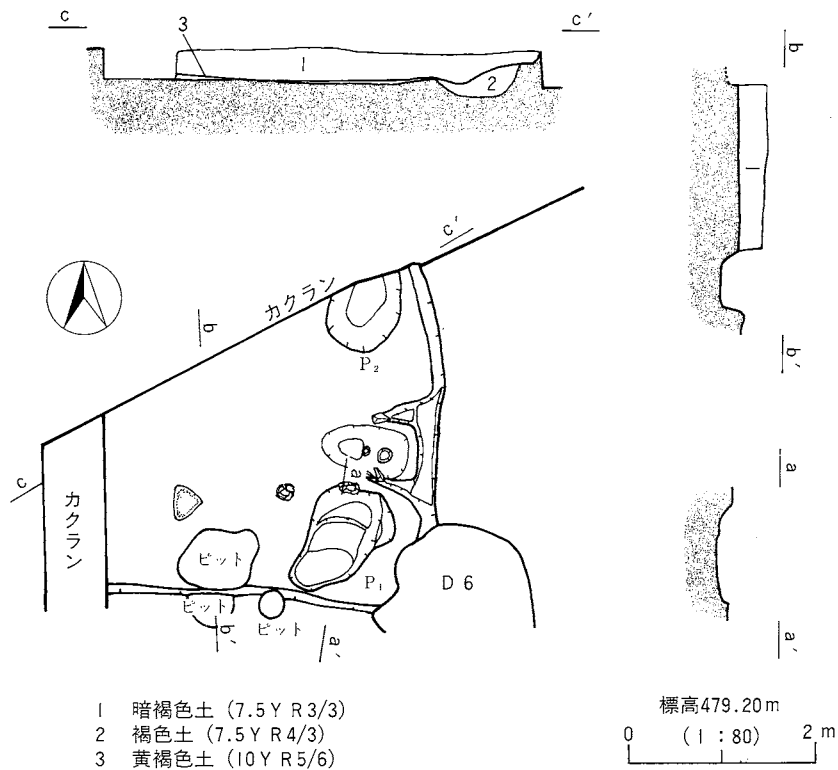 c
c′
3
1
2
b
1
b′
a
a′
c′
カクラン
b
P₂
c
a
カクラン
ピット
P₁
D 6
ピット
b′
ピット
a′
1 暗褐色土 (7.5YR3/3)
2 褐色土 (7.5YR4/3)
3 黄褐色土 (10YR5/6)
標高479.20m
(1:80)
0 2m